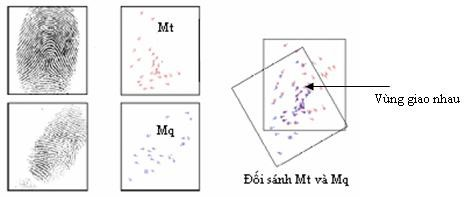 Mt
Mq
Vùng giao nhau
Đối sánh Mt và Mq